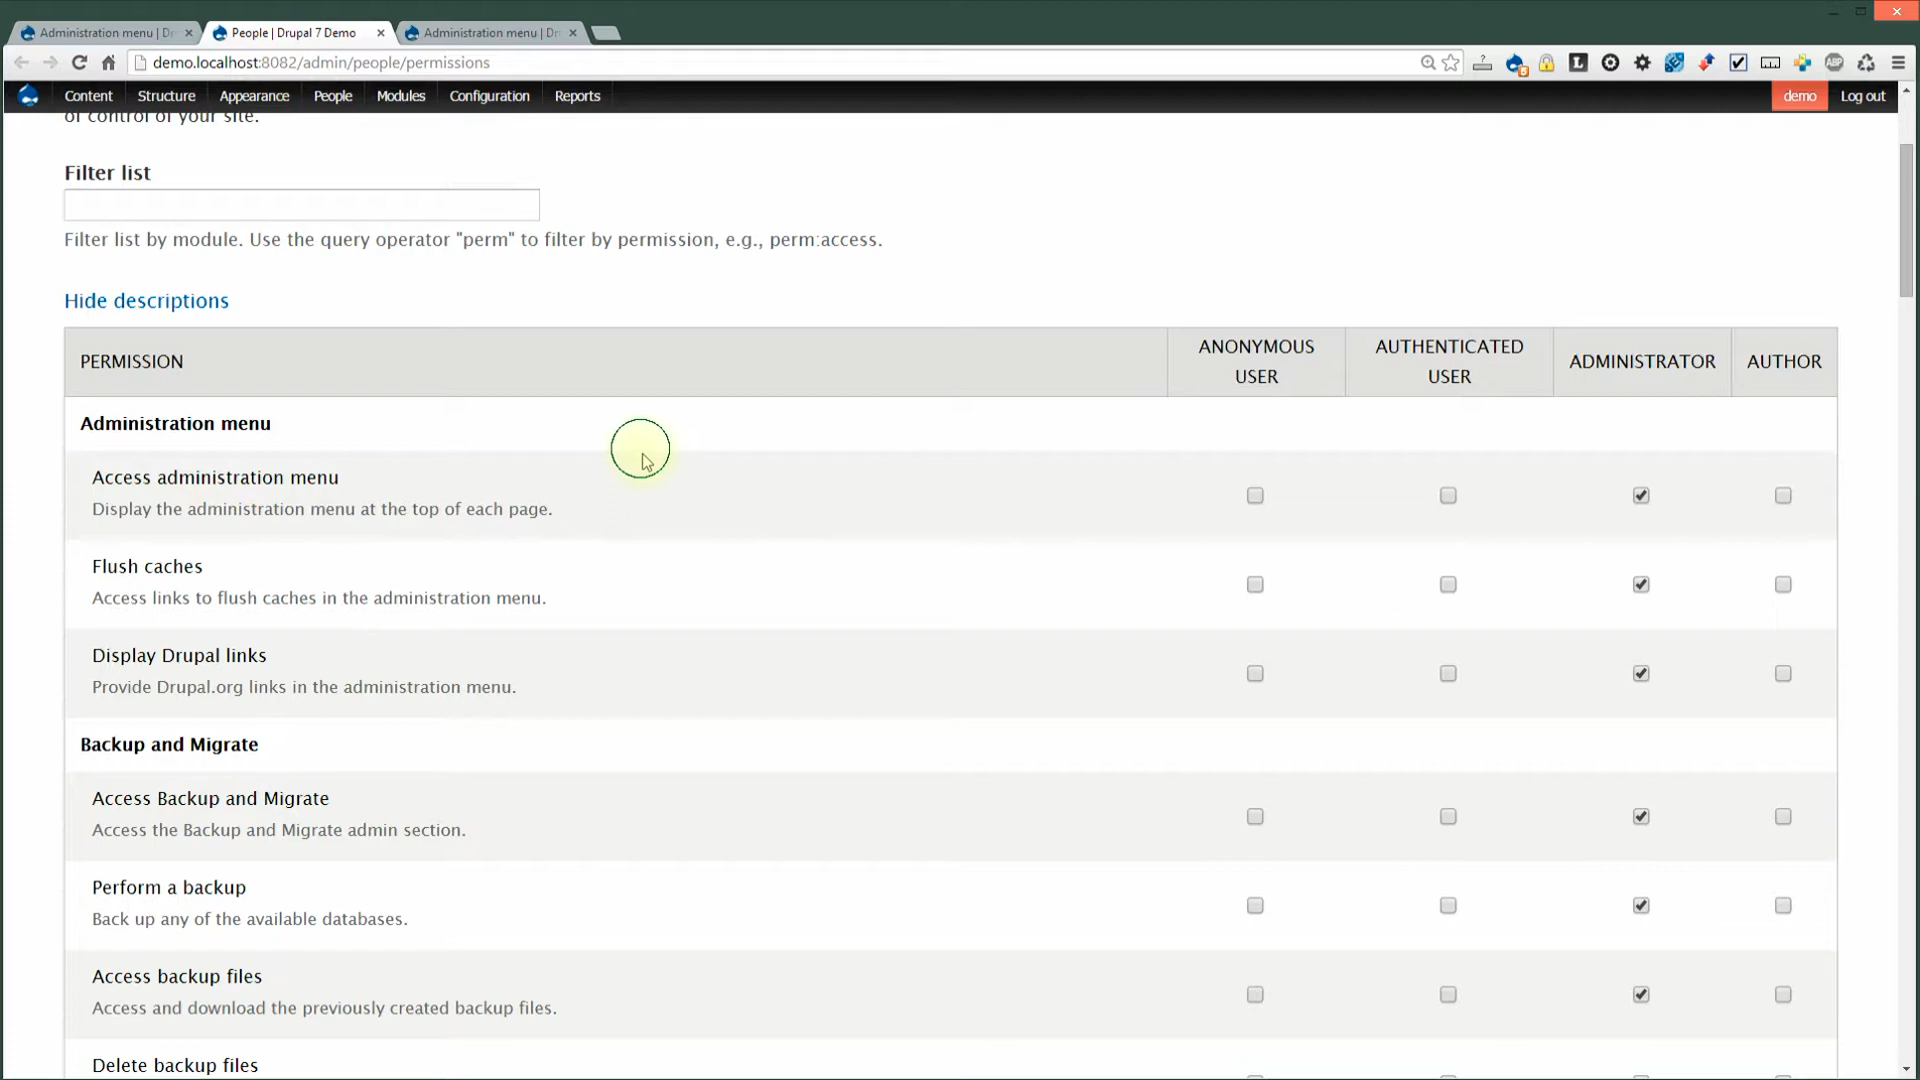 Administration menu | Dr
People | Drupal 7 Demo
Administration menu | Dr
demo.localhost:8082/admin/people/permissions
L
ABP
Content Structure Appearance People Modules Configuration Reports
demo Log out
of control of your site.
Filter list
Filter list by module. Use the query operator "perm" to filter by permission, e.g., perm:access.
Hide descriptions
PERMISSION
ANONYMOUS USER
AUTHENTICATED USER
ADMINISTRATOR
AUTHOR
Administration menu
Access administration menu
Display the administration menu at the top of each page.
Flush caches
Access links to flush caches in the administration menu.
Display Drupal links
Provide Drupal.org links in the administration menu.
Backup and Migrate
Access Backup and Migrate
Access the Backup and Migrate admin section.
Perform a backup
Back up any of the available databases.
Access backup files
Access and download the previously created backup files.
Delete backup files